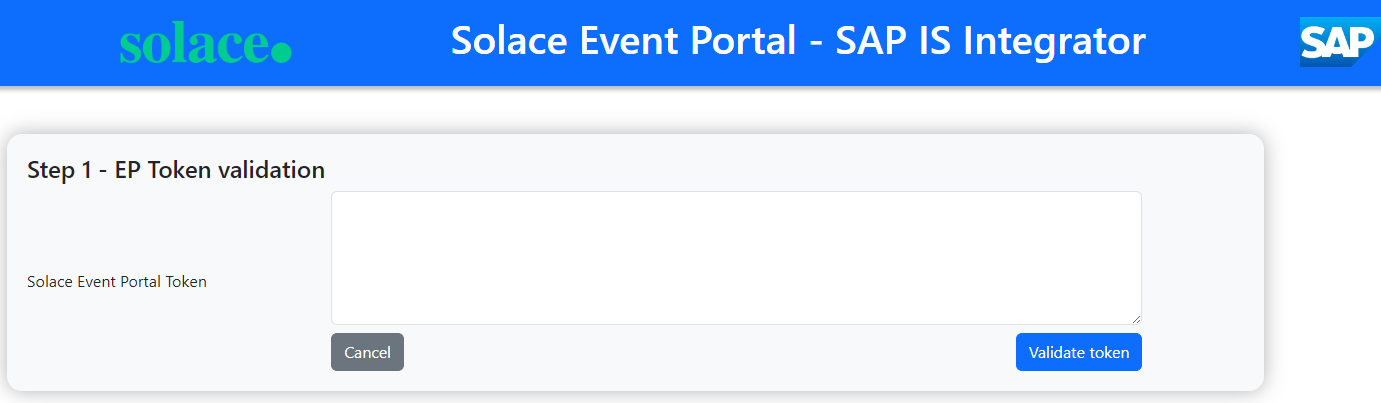 solace.
Solace Event Portal - SAP IS Integrator
SAP
Step 1 - EP Token validation
Solace Event Portal Token
Cancel
Validate token